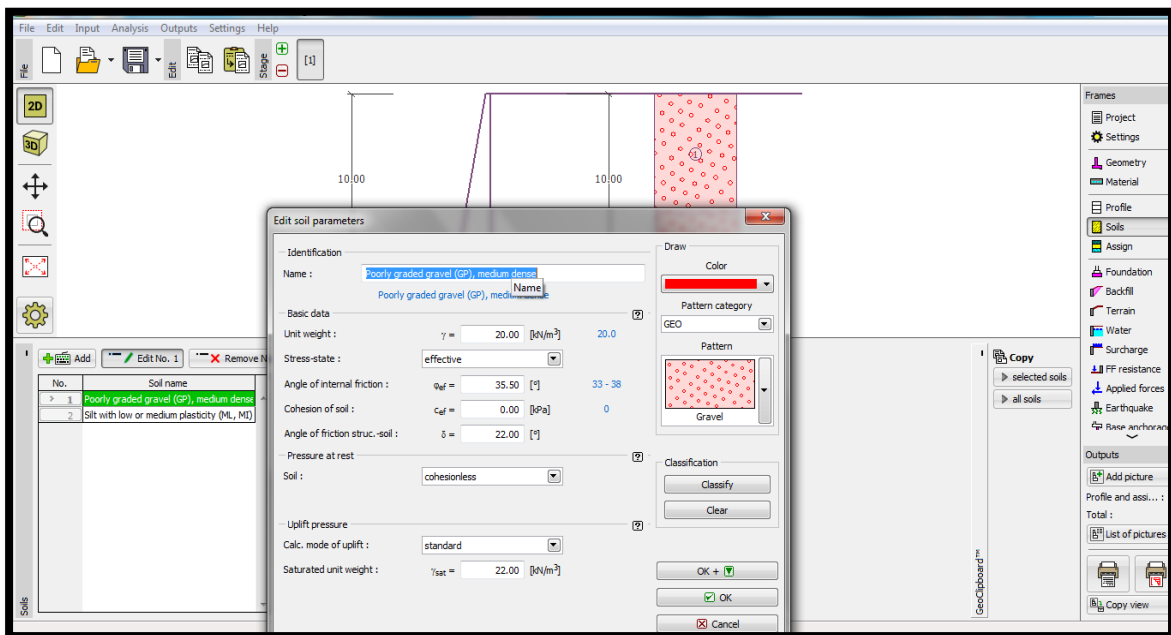 File Edit Input Analysis Outputs Settings Help
File
Edit
Stage
[1]
2D
3D
10.00
10.00
1
Frames
Project
Settings
Geometry
Material
Profile
Soils
Assign
Foundation
Backfill
Terrain
Water
Surcharge
FF resistance
Applied forces
Earthquake
Base anchorag
Edit soil parameters
Identification
Name : Poorly graded gravel (GP), medium dense
Name
Poorly graded gravel (GP), medium dense
Basic data
Unit weight : γ = 20.00 [kN/m³] 20.0
Stress-state : effective
Angle of internal friction : φef = 35.50 [°] 33 - 38
Cohesion of soil : cef = 0.00 [kPa] 0
Angle of friction struc.-soil : δ = 22.00 [°]
Pressure at rest
Soil : cohesionless
Uplift pressure
Calc. mode of uplift : standard
Saturated unit weight : γsat = 22.00 [kN/m³]
Draw
Color
Pattern category
GEO
Pattern
Gravel
Classification
Classify
Clear
OK +
OK
Cancel
Add Edit No. 1 Remove N
No. Soil name
1 Poorly graded gravel (GP), medium dense
2 Silt with low or medium plasticity (ML, MI)
Soils
Copy
selected soils
all soils
GeoClipboard™
Outputs
Add picture
Profile and assi... :
Total :
List of pictures
Copy view